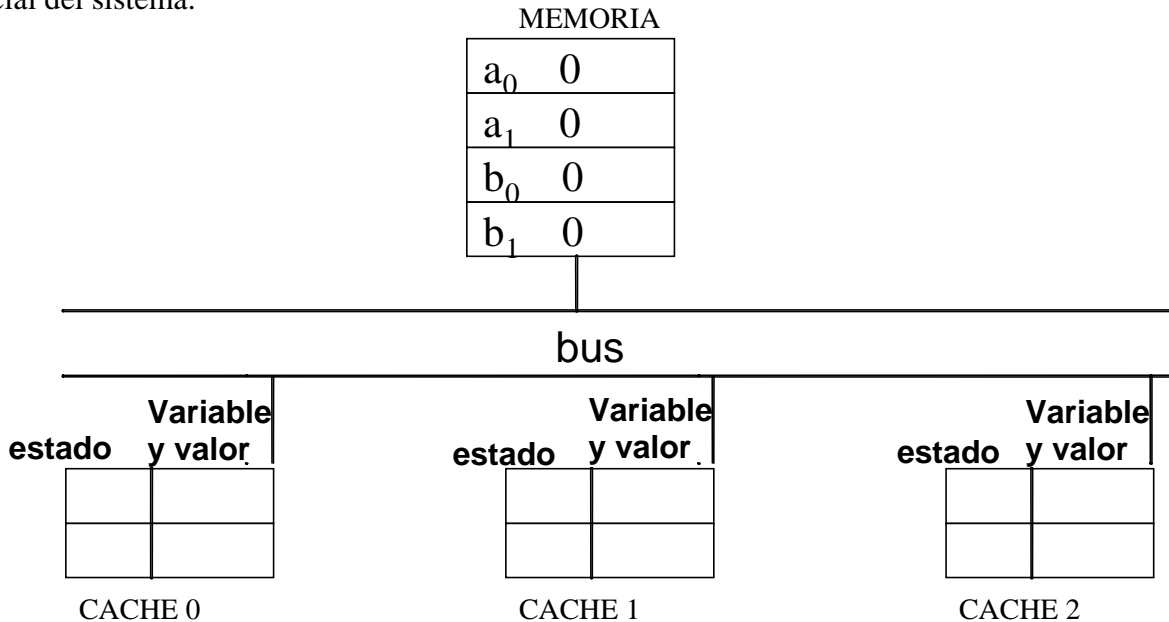 cial del sistema.
MEMORIA
a0 0
a1 0
b0 0
b1 0
bus
estado Variable y valor
estado Variable y valor
estado Variable y valor
CACHE 0
CACHE 1
CACHE 2